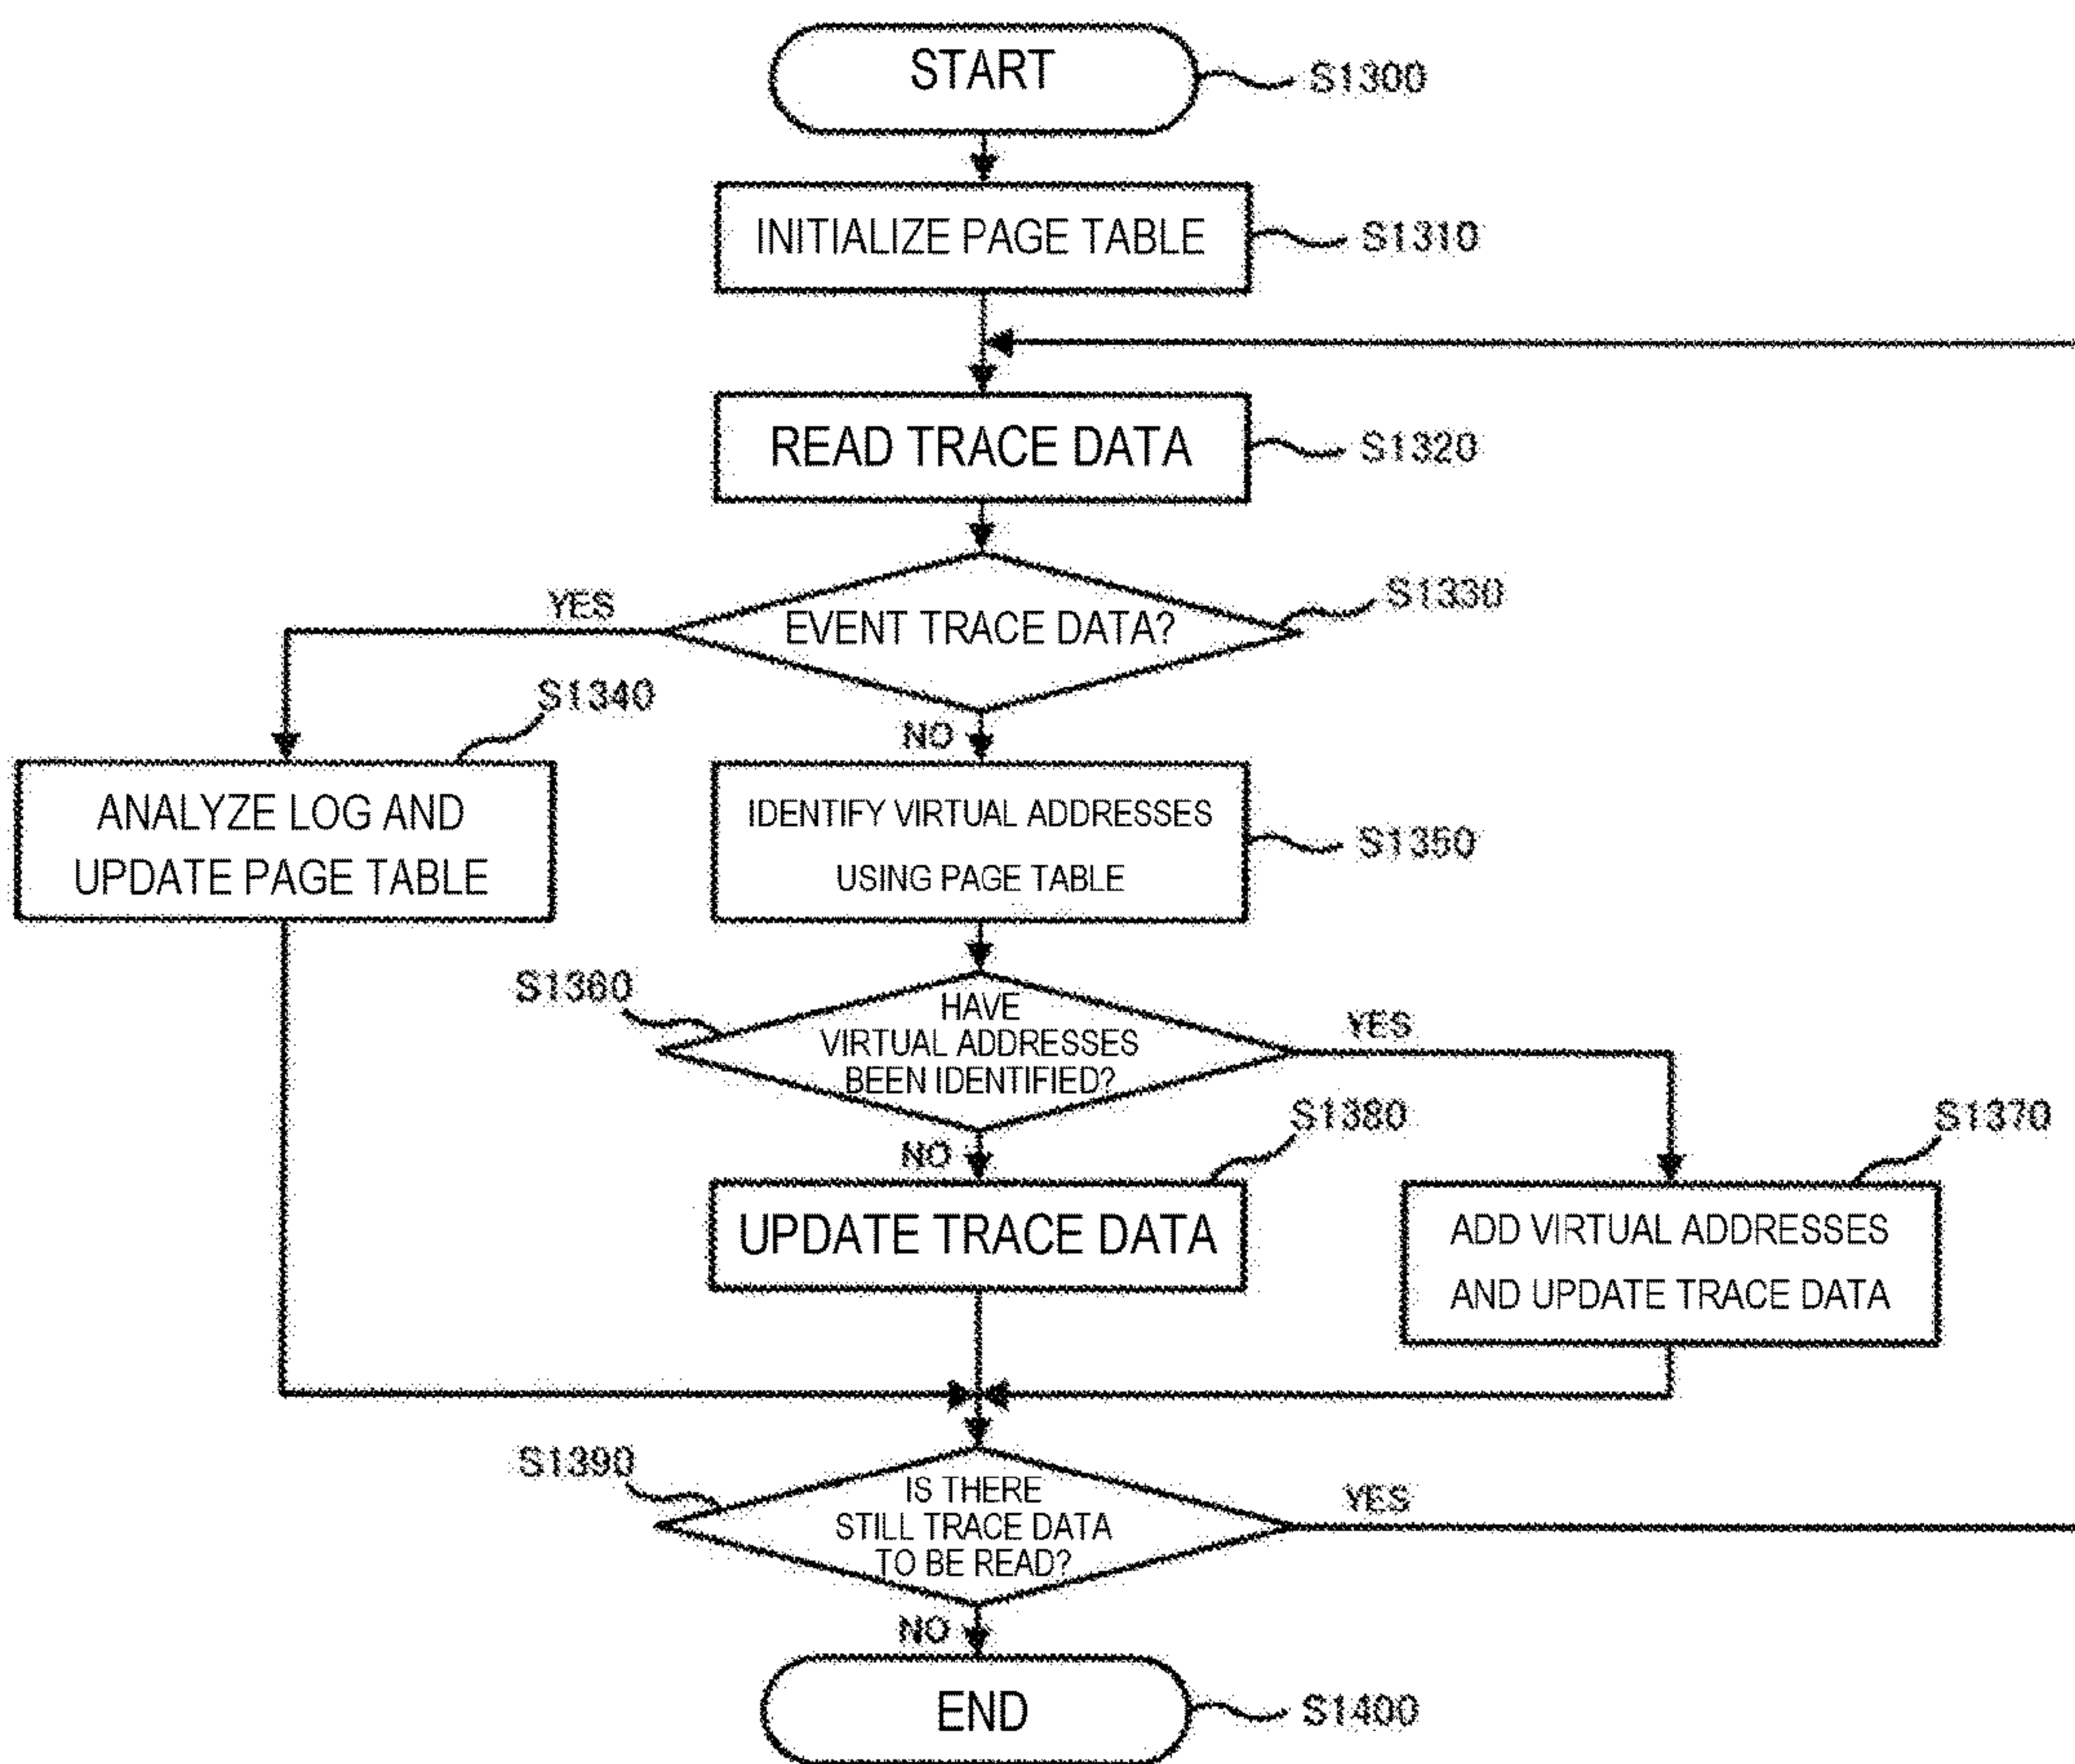 START
S1300
INITIALIZE PAGE TABLE
S1310
READ TRACE DATA
S1320
EVENT TRACE DATA?
S1330
YES
NO
S1340
ANALYZE LOG AND
UPDATE PAGE TABLE
IDENTIFY VIRTUAL ADDRESSES
USING PAGE TABLE
S1350
S1360
HAVE
VIRTUAL ADDRESSES
BEEN IDENTIFIED?
YES
NO
S1380
UPDATE TRACE DATA
S1370
ADD VIRTUAL ADDRESSES
AND UPDATE TRACE DATA
S1390
IS THERE
STILL TRACE DATA
TO BE READ?
YES
NO
END
S1400